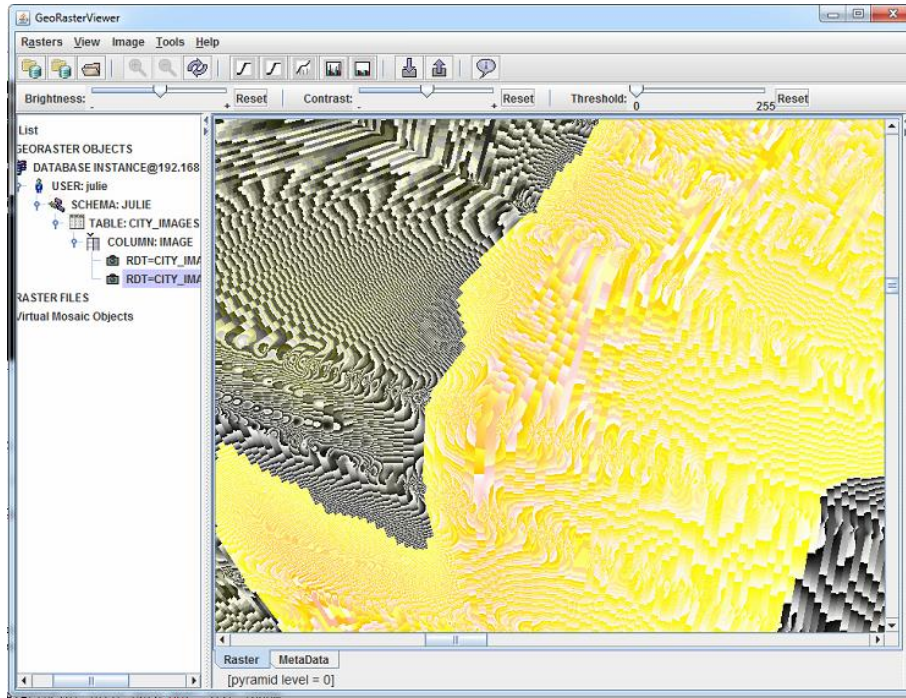 GeoRasterViewer
Rasters View Image Tools Help
Brightness: - + Reset Contrast: - + Reset Threshold: 0 255 Reset
List
GEORASTER OBJECTS
DATABASE INSTANCE@192.168
USER: julie
SCHEMA: JULIE
TABLE: CITY_IMAGES
COLUMN: IMAGE
RDT=CITY_IMA
RDT=CITY_IMA
RASTER FILES
Virtual Mosaic Objects
Raster MetaData
[pyramid level = 0]